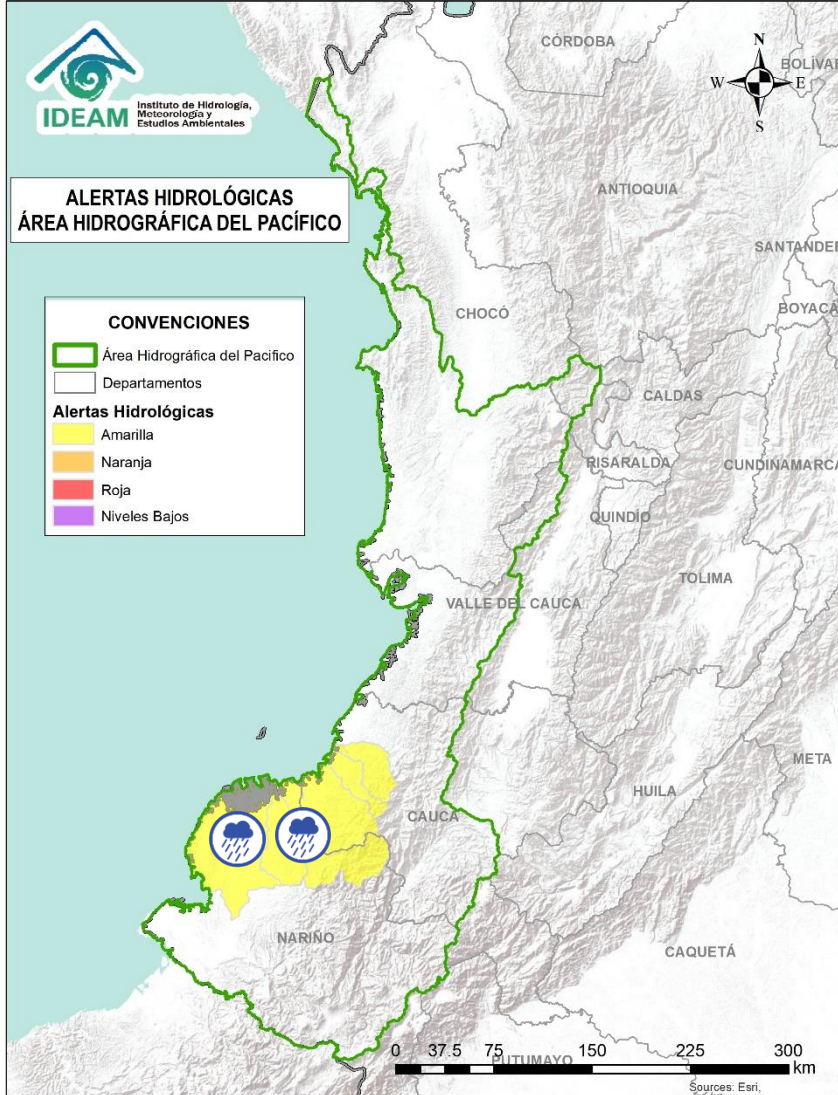 IDEAM
Instituto de Hidrología,
Meteorología y
Estudios Ambientales
ALERTAS HIDROLÓGICAS
ÁREA HIDROGRÁFICA DEL PACÍFICO
CONVENCIONES
Área Hidrográfica del Pacifico
Departamentos
Alertas Hidrológicas
Amarilla
Naranja
Roja
Niveles Bajos
N
W
E
S
CÓRDOBA
BOLÍVAR
ANTIOQUIA
SANTANDER
BOYACÁ
CHOCÓ
CALDAS
RISARALDA
CUNDINAMARCA
QUINDÍO
TOLIMA
VALLE DEL CAUCA
META
HUILA
CAUCA
NARIÑO
CAQUETÁ
PUTUMAYO
0 37.5 75 150 225 300
km
Sources: Esri,